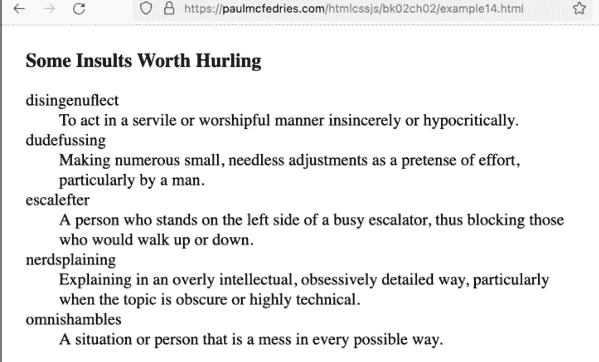 https://paulmcfedries.com/htmlcssjs/bk02ch02/example14.html
Some Insults Worth Hurling
disingenuflect
To act in a servile or worshipful manner insincerely or hypocritically.
dudefussing
Making numerous small, needless adjustments as a pretense of effort,
particularly by a man.
escalefter
A person who stands on the left side of a busy escalator, thus blocking those
who would walk up or down.
nerdsplaining
Explaining in an overly intellectual, obsessively detailed way, particularly
when the topic is obscure or highly technical.
omnishambles
A situation or person that is a mess in every possible way.